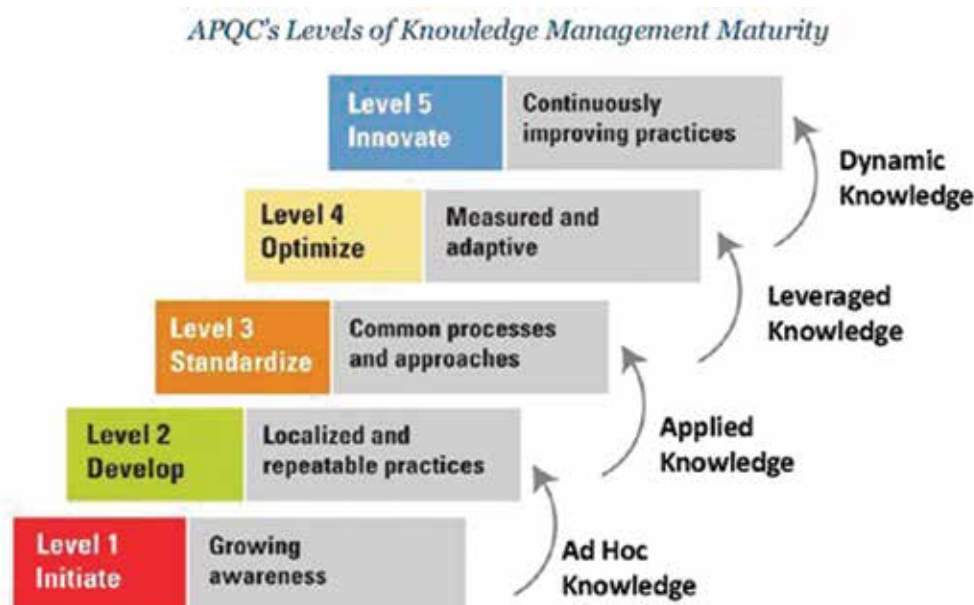 APQC's Levels of Knowledge Management Maturity
Level 5
Innovate
Continuously
improving practices
Dynamic
Knowledge
Level 4
Optimize
Measured and
adaptive
Leveraged
Knowledge
Level 3
Standardize
Common processes
and approaches
Applied
Knowledge
Level 2
Develop
Localized and
repeatable practices
Ad Hoc
Knowledge
Level 1
Initiate
Growing
awareness